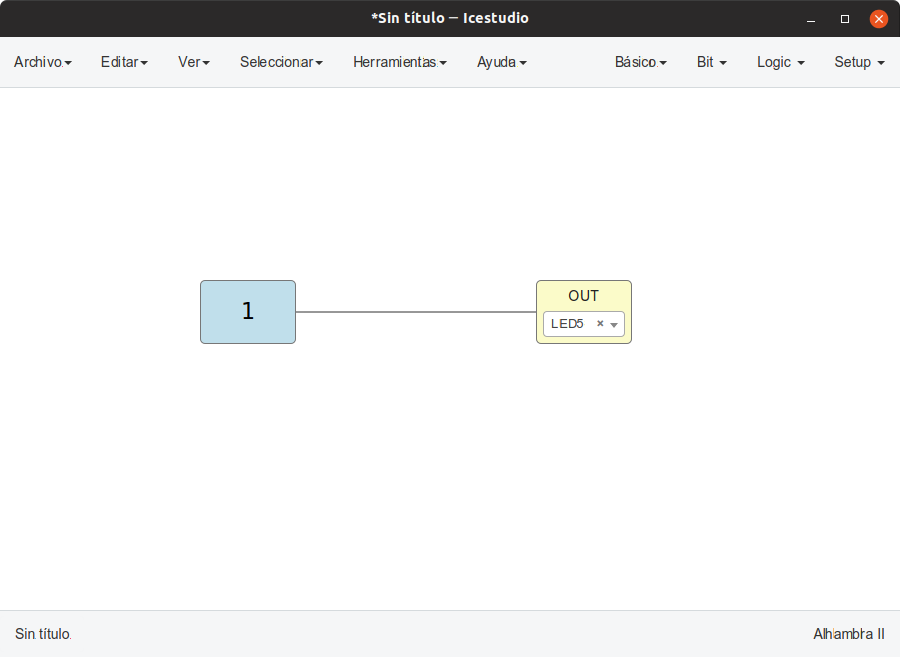 *Sin título — Icestudio
Archivo Editar Ver Seleccionar Herramientas Ayuda Básico Bit Logic Setup
1
OUT
LED5
Sin título Alhambra II